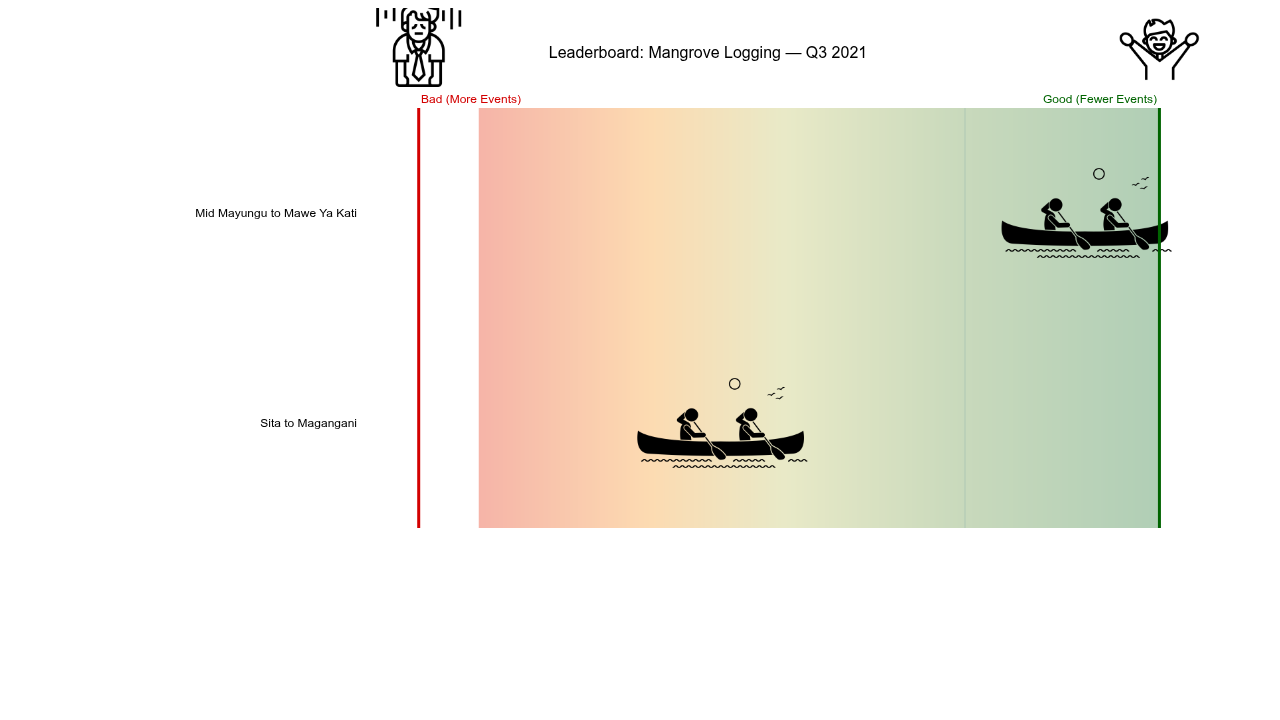 Leaderboard: Mangrove Logging — Q3 2021
Bad (More Events)
Good (Fewer Events)
Mid Mayungu to Mawe Ya Kati
Sita to Magangani